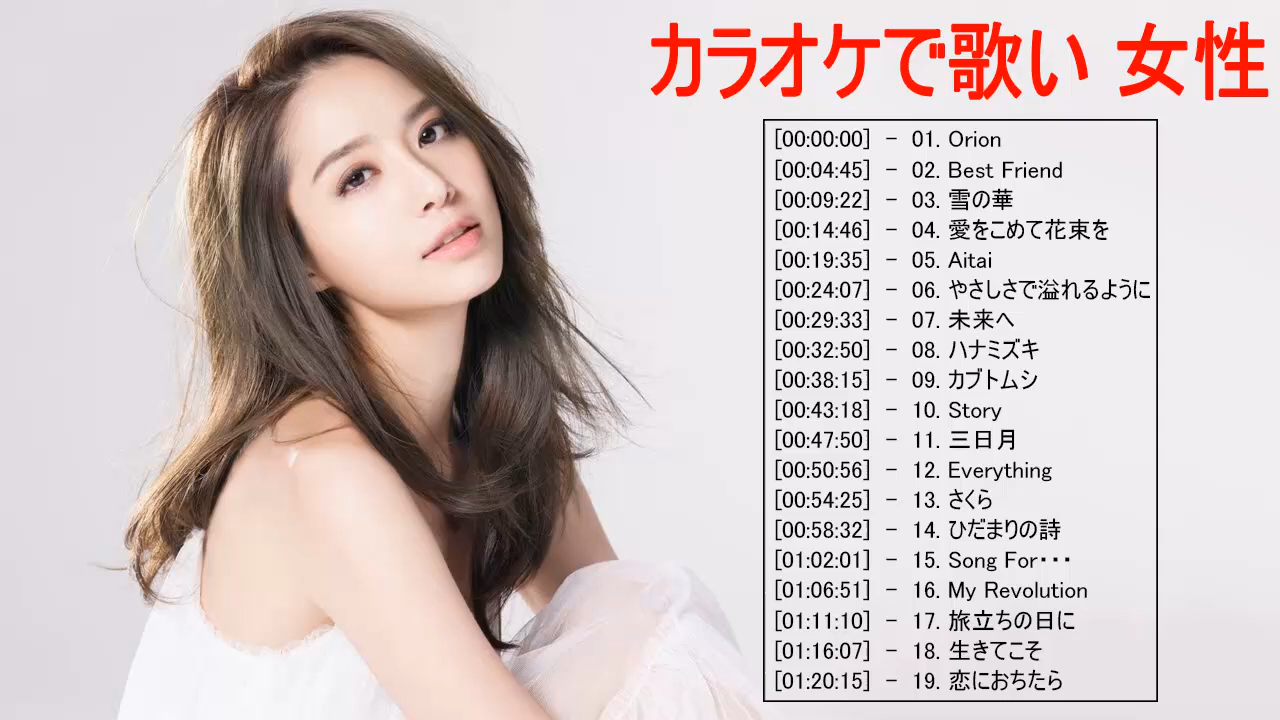 カラオケで歌い 女性
[00:00:00] - 01. Orion
[00:04:45] - 02. Best Friend
[00:09:22] - 03. 雪の華
[00:14:46] - 04. 愛をこめて花束を
[00:19:35] - 05. Aitai
[00:24:07] - 06. やさしさで溢れるように
[00:29:33] - 07. 未来へ
[00:32:50] - 08. ハナミズキ
[00:38:15] - 09. カブトムシ
[00:43:18] - 10. Story
[00:47:50] - 11. 三日月
[00:50:56] - 12. Everything
[00:54:25] - 13. さくら
[00:58:32] - 14. ひだまりの詩
[01:02:01] - 15. Song For・・・
[01:06:51] - 16. My Revolution
[01:11:10] - 17. 旅立ちの日に
[01:16:07] - 18. 生きてこそ
[01:20:15] - 19. 恋におちたら